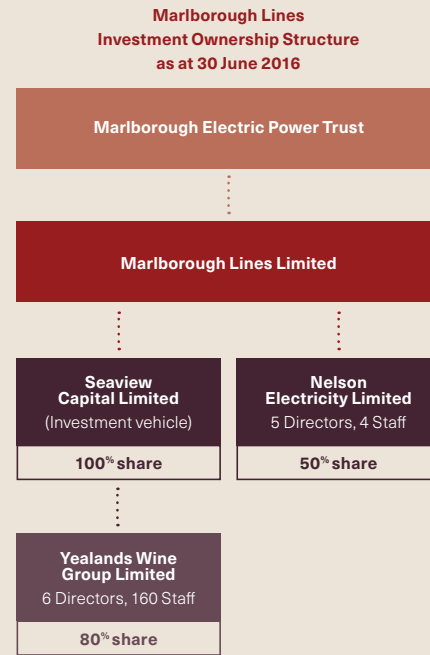 Marlborough Lines
Investment Ownership Structure
as at 30 June 2016
Marlborough Electric Power Trust
Marlborough Lines Limited
Seaview
Capital Limited
(Investment vehicle)
100% share
Nelson
Electricity Limited
5 Directors, 4 Staff
50% share
Yealands Wine
Group Limited
6 Directors, 160 Staff
80% share